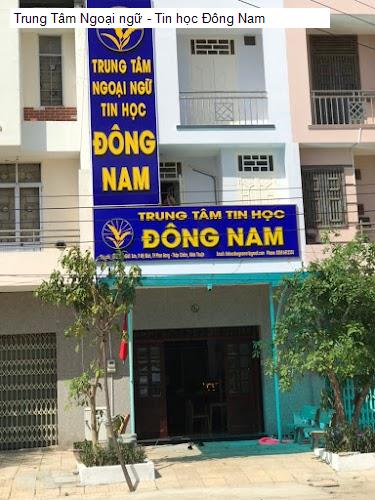 Trung Tâm Ngoại ngữ - Tin học Đông Nam
TRUNG TÂM
NGOẠI NGỮ
TIN HỌC
ĐÔNG
NAM
TRUNG TÂM TIN HỌC
ĐÔNG NAM